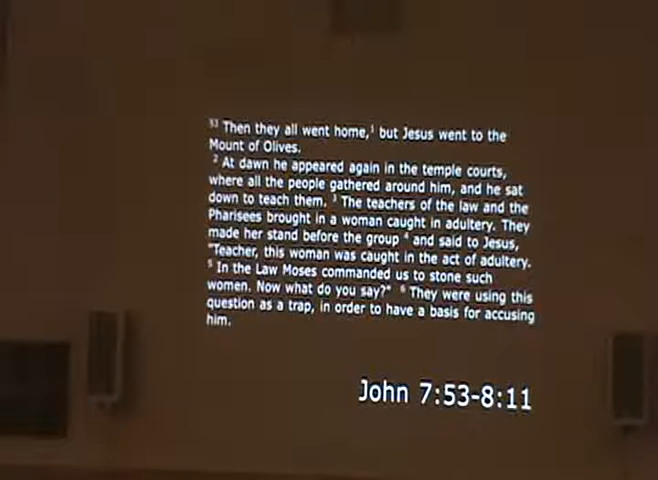 53 Then they all went home,1 but Jesus went to the
Mount of Olives.
2 At dawn he appeared again in the temple courts,
where all the people gathered around him, and he sat
down to teach them. 3 The teachers of the law and the
Pharisees brought in a woman caught in adultery. They
made her stand before the group 4 and said to Jesus,
"Teacher, this woman was caught in the act of adultery.
5 In the Law Moses commanded us to stone such
women. Now what do you say?" 6 They were using this
question as a trap, in order to have a basis for accusing
him.
John 7:53-8:11